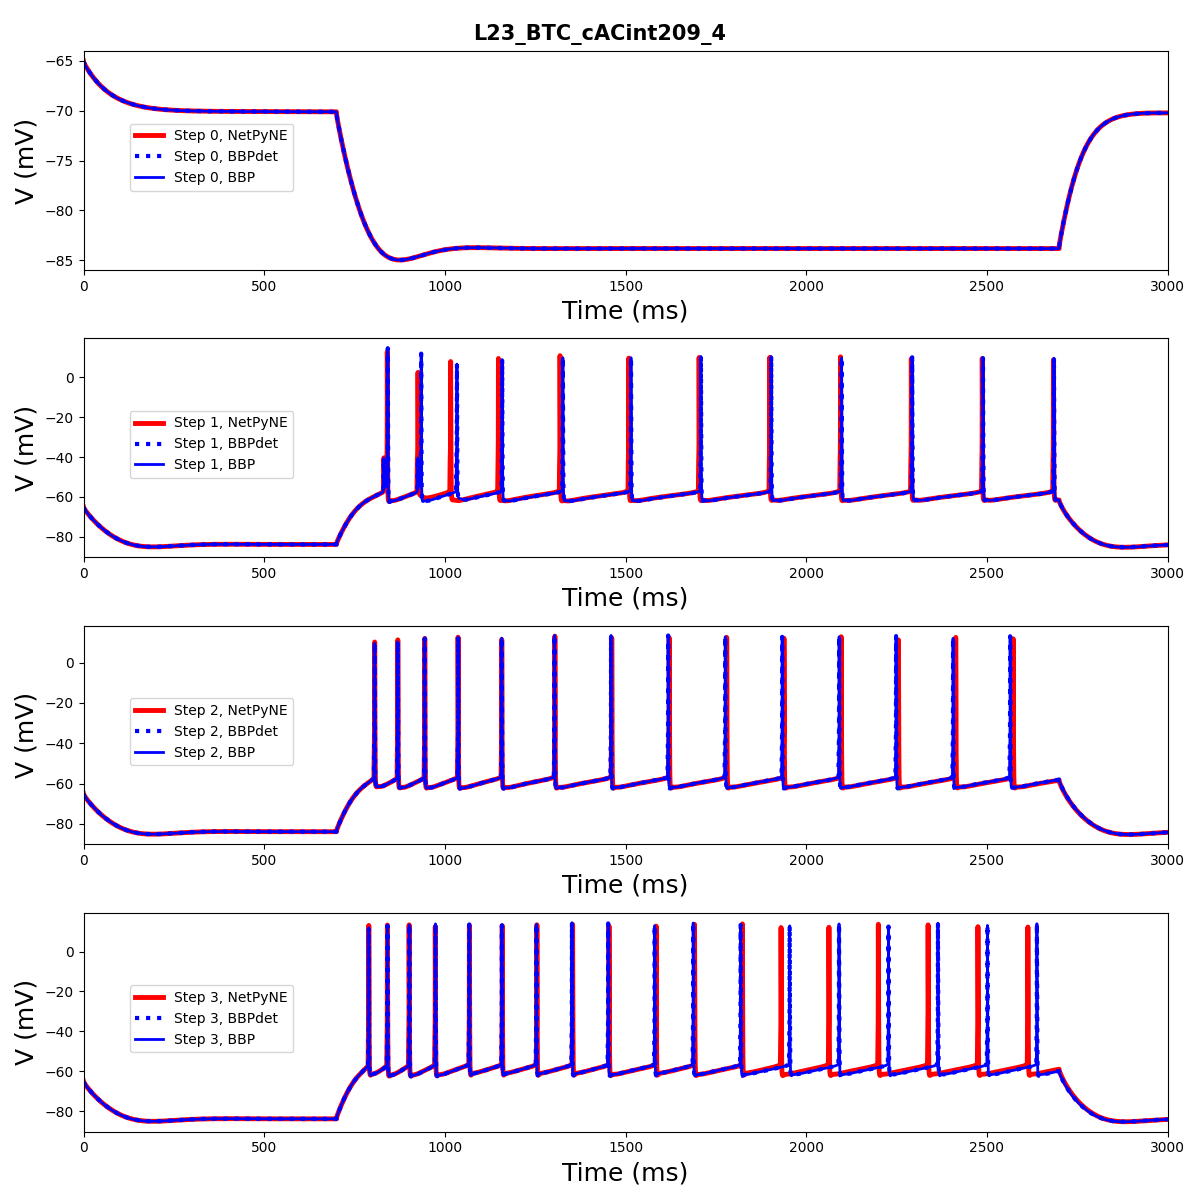 L23_BTC_cACint209_4
V (mV)
−65
−70
−75
−80
−85
Step 0, NetPyNE
Step 0, BBPdet
Step 0, BBP
0 500 1000 1500 2000 2500 3000
Time (ms)
V (mV)
0
−20
−40
−60
−80
Step 1, NetPyNE
Step 1, BBPdet
Step 1, BBP
0 500 1000 1500 2000 2500 3000
Time (ms)
V (mV)
0
−20
−40
−60
−80
Step 2, NetPyNE
Step 2, BBPdet
Step 2, BBP
0 500 1000 1500 2000 2500 3000
Time (ms)
V (mV)
0
−20
−40
−60
−80
Step 3, NetPyNE
Step 3, BBPdet
Step 3, BBP
0 500 1000 1500 2000 2500 3000
Time (ms)